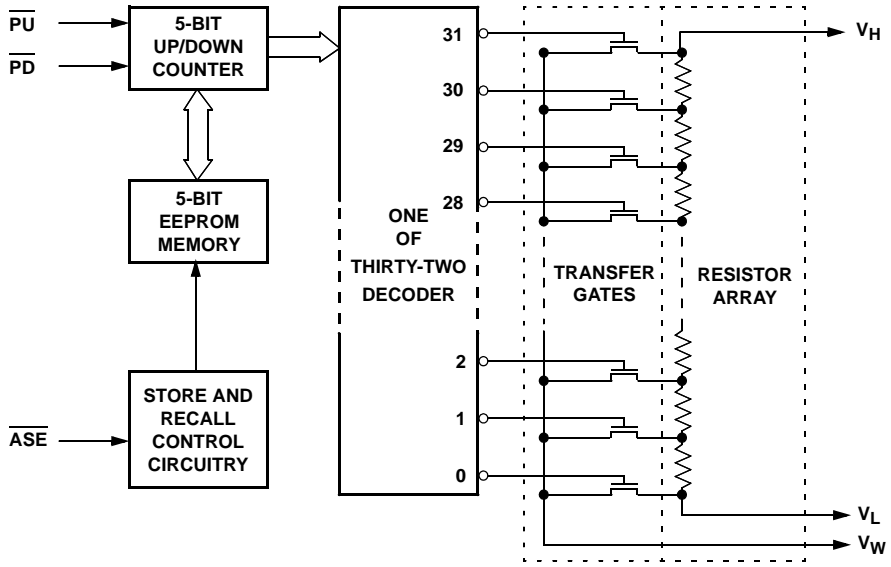 PU
PD
5-BIT
UP/DOWN
COUNTER
5-BIT
EEPROM
MEMORY
ASE
STORE AND
RECALL
CONTROL
CIRCUITRY
31
30
29
28
ONE
OF
THIRTY-TWO
DECODER
2
1
0
TRANSFER
GATES
RESISTOR
ARRAY
VH
VL
VW